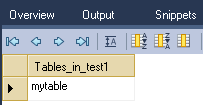 Overview Output Snippets
Tables_in_test1
mytable